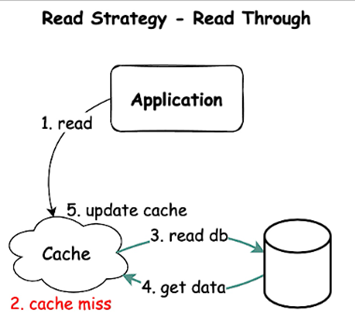 Read Strategy - Read Through
Application
1. read
5. update cache
3. read db
Cache
4. get data
2. cache miss